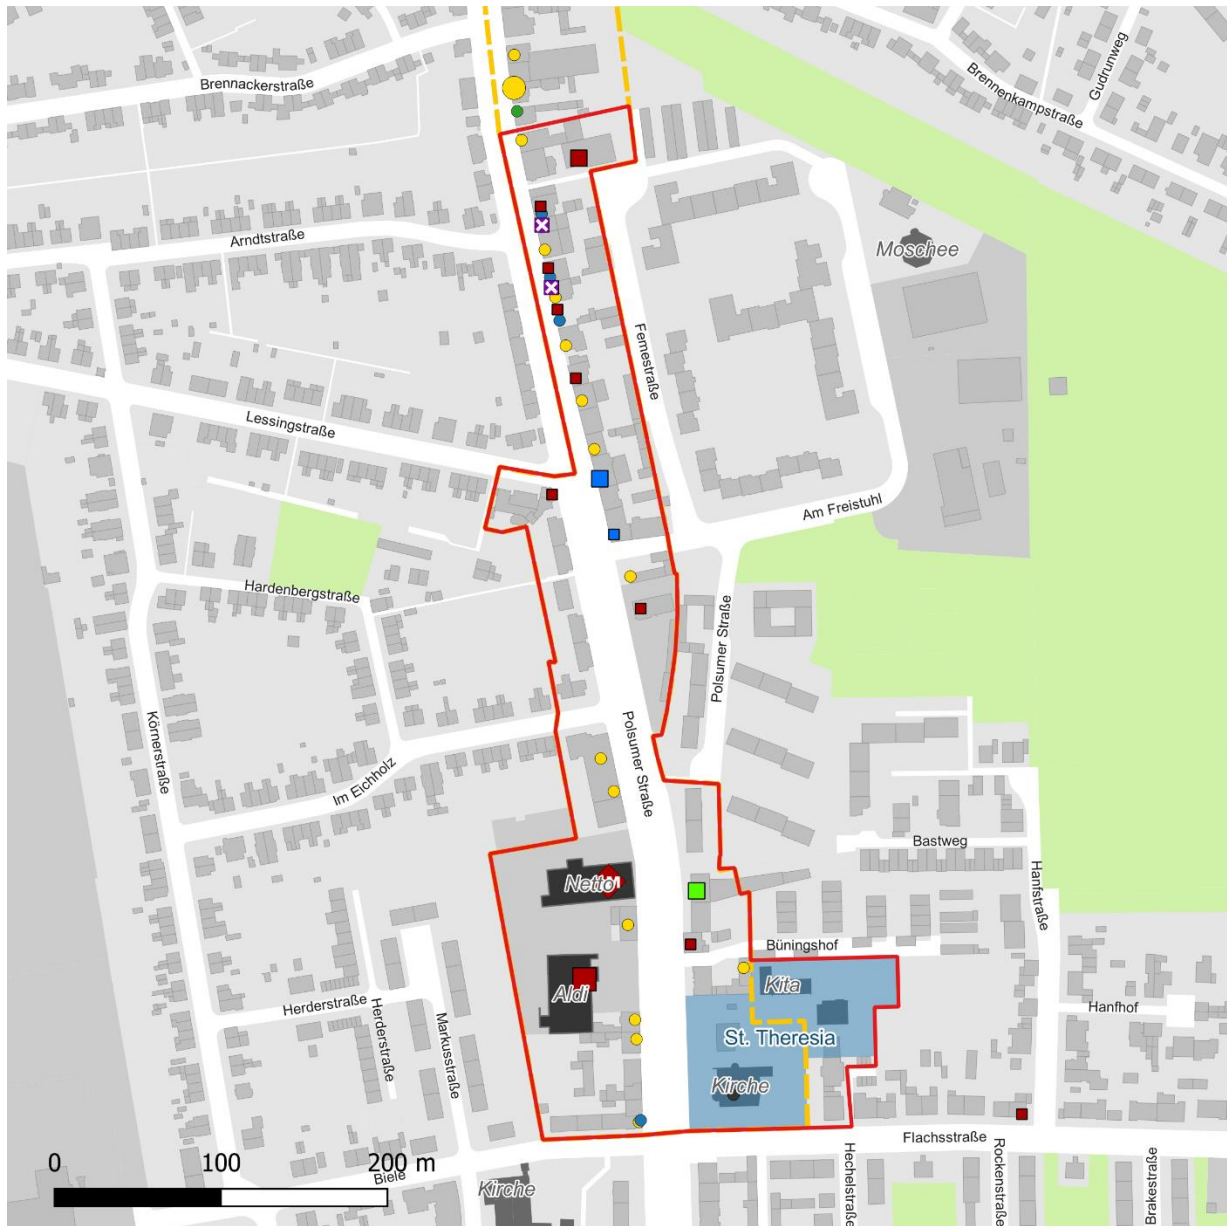 Brennackerstraße
Brennenkampstraße
Gudrunweg
Arndtstraße
Moschee
Fernestraße
Lessingstraße
Am Freistuhl
Hardenbergstraße
Polsumer Straße
Körnerstraße
Polsumer Straße
Im Eichholz
Bastweg
Hanfstraße
Netto
M
Büningshof
Kita
Aldi
Herderstraße
Herderstraße
Markusstraße
Hanfhof
St. Theresia
Kirche
Flachsstraße
Hechelstraße
Rockenstraße
Brakestraße
Biele
Kirche
0 100 200 m